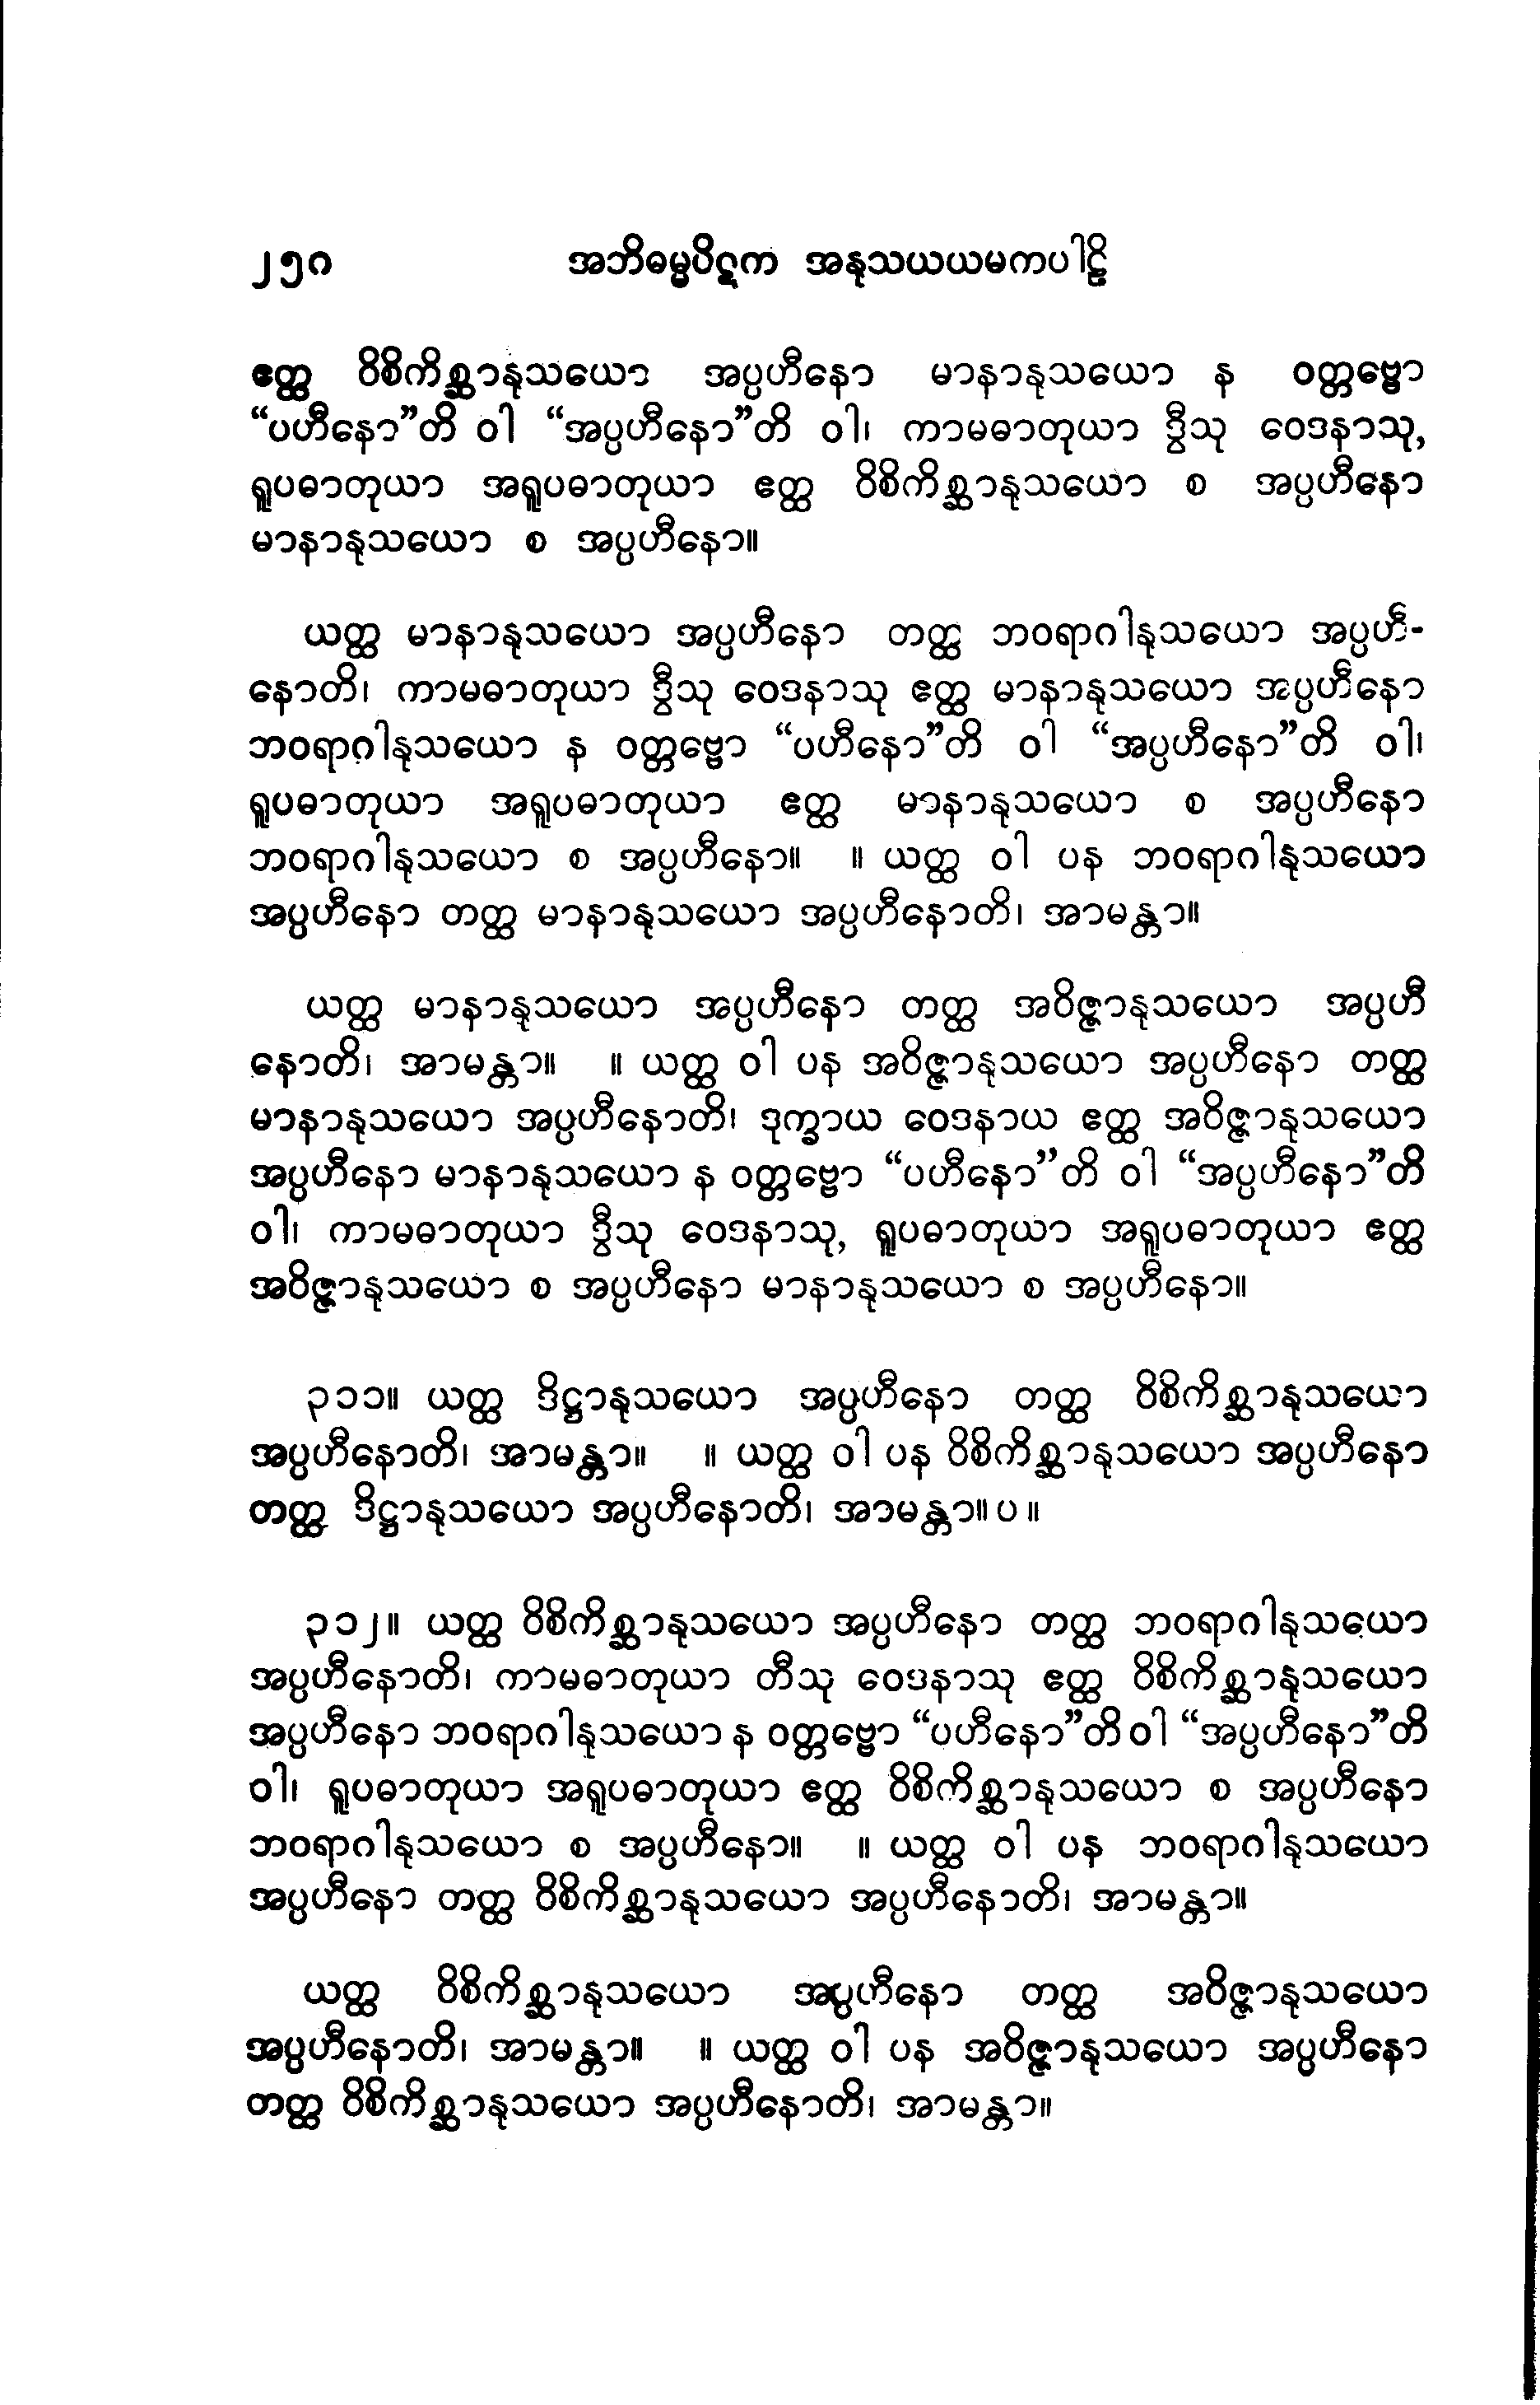 ၂၅၈ အဘိဓမ္မပိဋက အနုသယယမကပါဠိ
ဧတ္ထ ဝိစိကိစ္ဆာနုသယော အပ္ပဟီနော မာနာနုသယော န ဝတ္တဗ္ဗော
“ပဟီနော”တိ ဝါ “အပ္ပဟီနော”တိ ဝါ၊ ကာမဓာတုယာ ဒွီသု ဝေဒနာသု,
ရူပဓာတုယာ အရူပဓာတုယာ ဧတ္ထ ဝိစိကိစ္ဆာနုသယော စ အပ္ပဟီနော
မာနာနုသယော စ အပ္ပဟီနော။
ယတ္ထ မာနာနုသယော အပ္ပဟီနော တတ္ထ ဘဝရာဂါနုသယော အပ္ပဟီ-
နောတိ၊ ကာမဓာတုယာ ဒွီသု ဝေဒနာသု ဧတ္ထ မာနာနုသယော အပ္ပဟီနော
ဘဝရာဂါနုသယော န ဝတ္တဗ္ဗော “ပဟီနော”တိ ဝါ “အပ္ပဟီနော”တိ ဝါ၊
ရူပဓာတုယာ အရူပဓာတုယာ ဧတ္ထ မာနာနုသယော စ အပ္ပဟီနော
ဘဝရာဂါနုသယော စ အပ္ပဟီနော။ ။ ယတ္ထ ဝါ ပန ဘဝရာဂါနုသယော
အပ္ပဟီနော တတ္ထ မာနာနုသယော အပ္ပဟီနောတိ၊ အာမန္တာ။
ယတ္ထ မာနာနုသယော အပ္ပဟီနော တတ္ထ အဝိဇ္ဇာနုသယော အပ္ပဟီ
နောတိ၊ အာမန္တာ။ ။ ယတ္ထ ဝါ ပန အဝိဇ္ဇာနုသယော အပ္ပဟီနော တတ္ထ
မာနာနုသယော အပ္ပဟီနောတိ၊ ဒုက္ခာယ ဝေဒနာယ ဧတ္ထ အဝိဇ္ဇာနုသယော
အပ္ပဟီနော မာနာနုသယော န ဝတ္တဗ္ဗော “ပဟီနော”တိ ဝါ “အပ္ပဟီနော”တိ
ဝါ၊ ကာမဓာတုယာ ဒွီသု ဝေဒနာသု, ရူပဓာတုယာ အရူပဓာတုယာ ဧတ္ထ
အဝိဇ္ဇာနုသယော စ အပ္ပဟီနော မာနာနုသယော စ အပ္ပဟီနော။
၃၁၁။ ယတ္ထ ဒိဋ္ဌာနုသယော အပ္ပဟီနော တတ္ထ ဝိစိကိစ္ဆာနုသယော
အပ္ပဟီနောတိ၊ အာမန္တာ။ ။ ယတ္ထ ဝါ ပန ဝိစိကိစ္ဆာနုသယော အပ္ပဟီနော
တတ္ထ ဒိဋ္ဌာနုသယော အပ္ပဟီနောတိ၊ အာမန္တာ။ ပ ။
၃၁၂။ ယတ္ထ ဝိစိကိစ္ဆာနုသယော အပ္ပဟီနော တတ္ထ ဘဝရာဂါနုသယော
အပ္ပဟီနောတိ၊ ကာမဓာတုယာ တီသု ဝေဒနာသု ဧတ္ထ ဝိစိကိစ္ဆာနုသယော
အပ္ပဟီနော ဘဝရာဂါနုသယော န ဝတ္တဗ္ဗော “ပဟီနော”တိ ဝါ “အပ္ပဟီနော”တိ
ဝါ၊ ရူပဓာတုယာ အရူပဓာတုယာ ဧတ္ထ ဝိစိကိစ္ဆာနုသယော စ အပ္ပဟီနော
ဘဝရာဂါနုသယော စ အပ္ပဟီနော။ ။ ယတ္ထ ဝါ ပန ဘဝရာဂါနုသယော
အပ္ပဟီနော တတ္ထ ဝိစိကိစ္ဆာနုသယော အပ္ပဟီနောတိ၊ အာမန္တာ။
ယတ္ထ ဝိစိကိစ္ဆာနုသယော အပ္ပဟီနော တတ္ထ အဝိဇ္ဇာနုသယော
အပ္ပဟီနောတိ၊ အာမန္တာ။ ။ ယတ္ထ ဝါ ပန အဝိဇ္ဇာနုသယော အပ္ပဟီနော
တတ္ထ ဝိစိကိစ္ဆာနုသယော အပ္ပဟီနောတိ၊ အာမန္တာ။